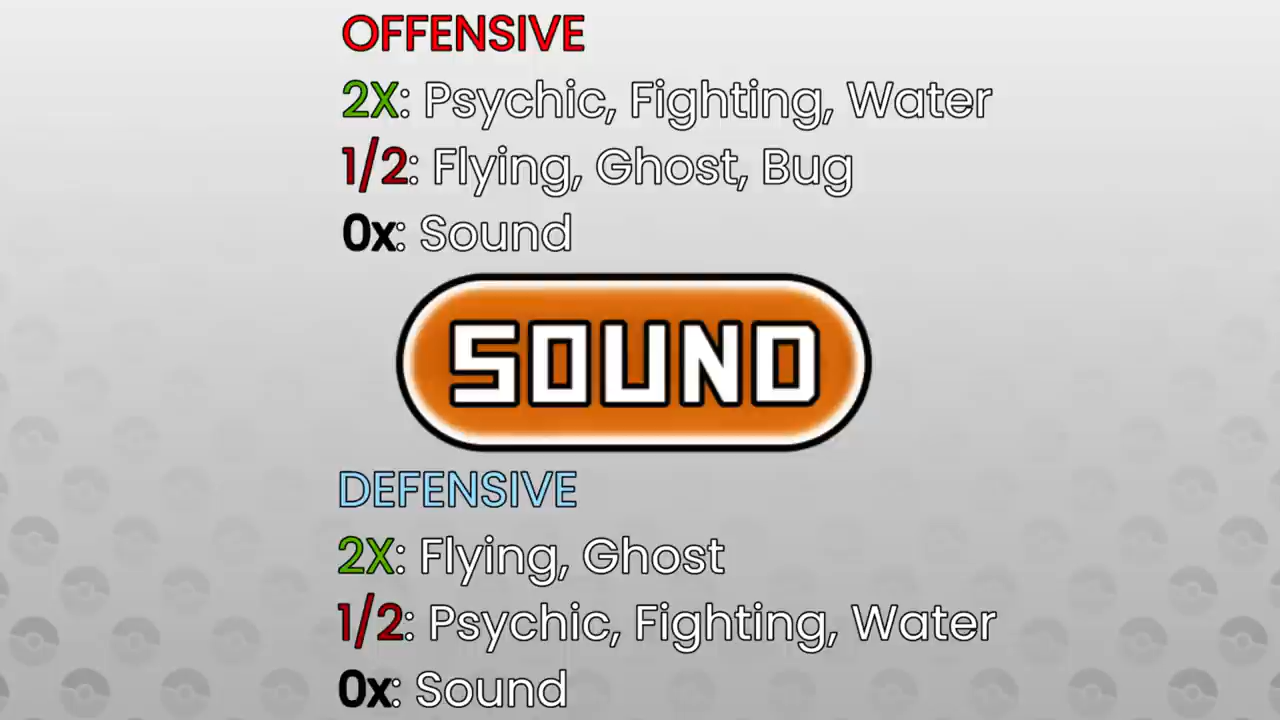 OFFENSIVE
2X: Psychic, Fighting, Water
1/2: Flying, Ghost, Bug
0x: Sound
SOUND
DEFENSIVE
2X: Flying, Ghost
1/2: Psychic, Fighting, Water
0x: Sound